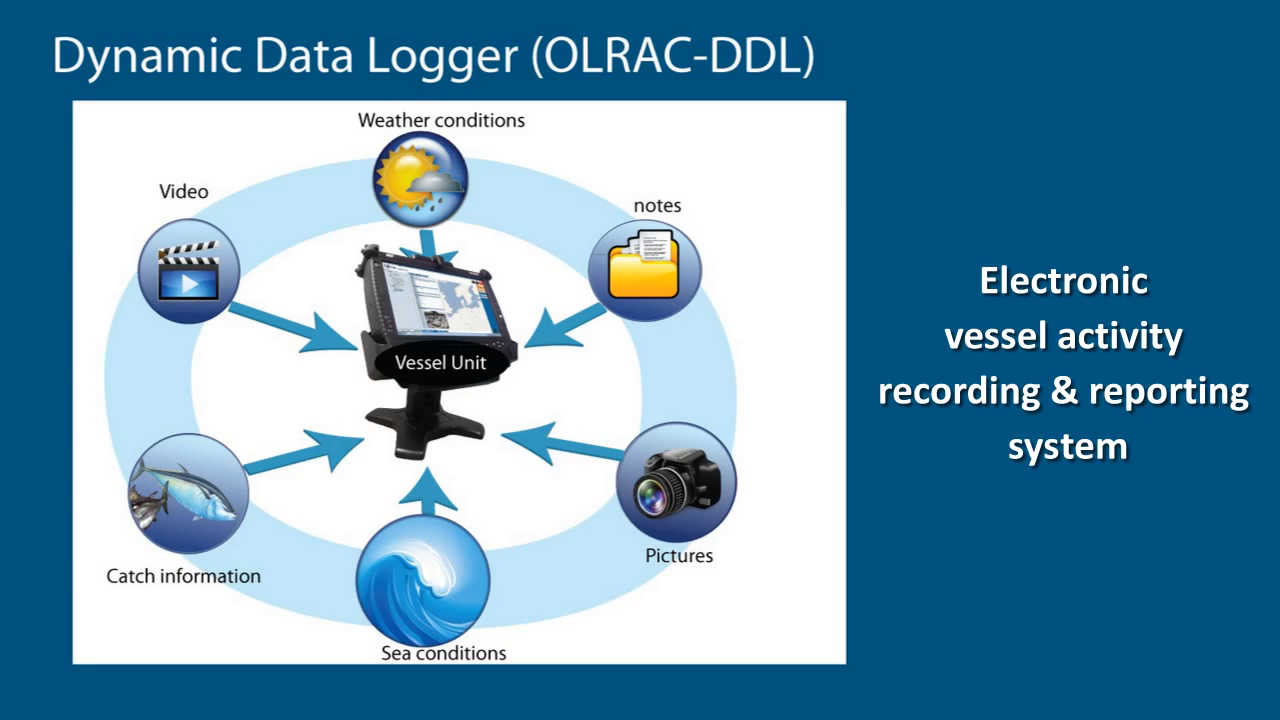 Dynamic Data Logger (OLRAC-DDL)
Weather conditions
Video
notes
Vessel Unit
Catch information
Pictures
Sea conditions
Electronic
vessel activity
recording & reporting
system